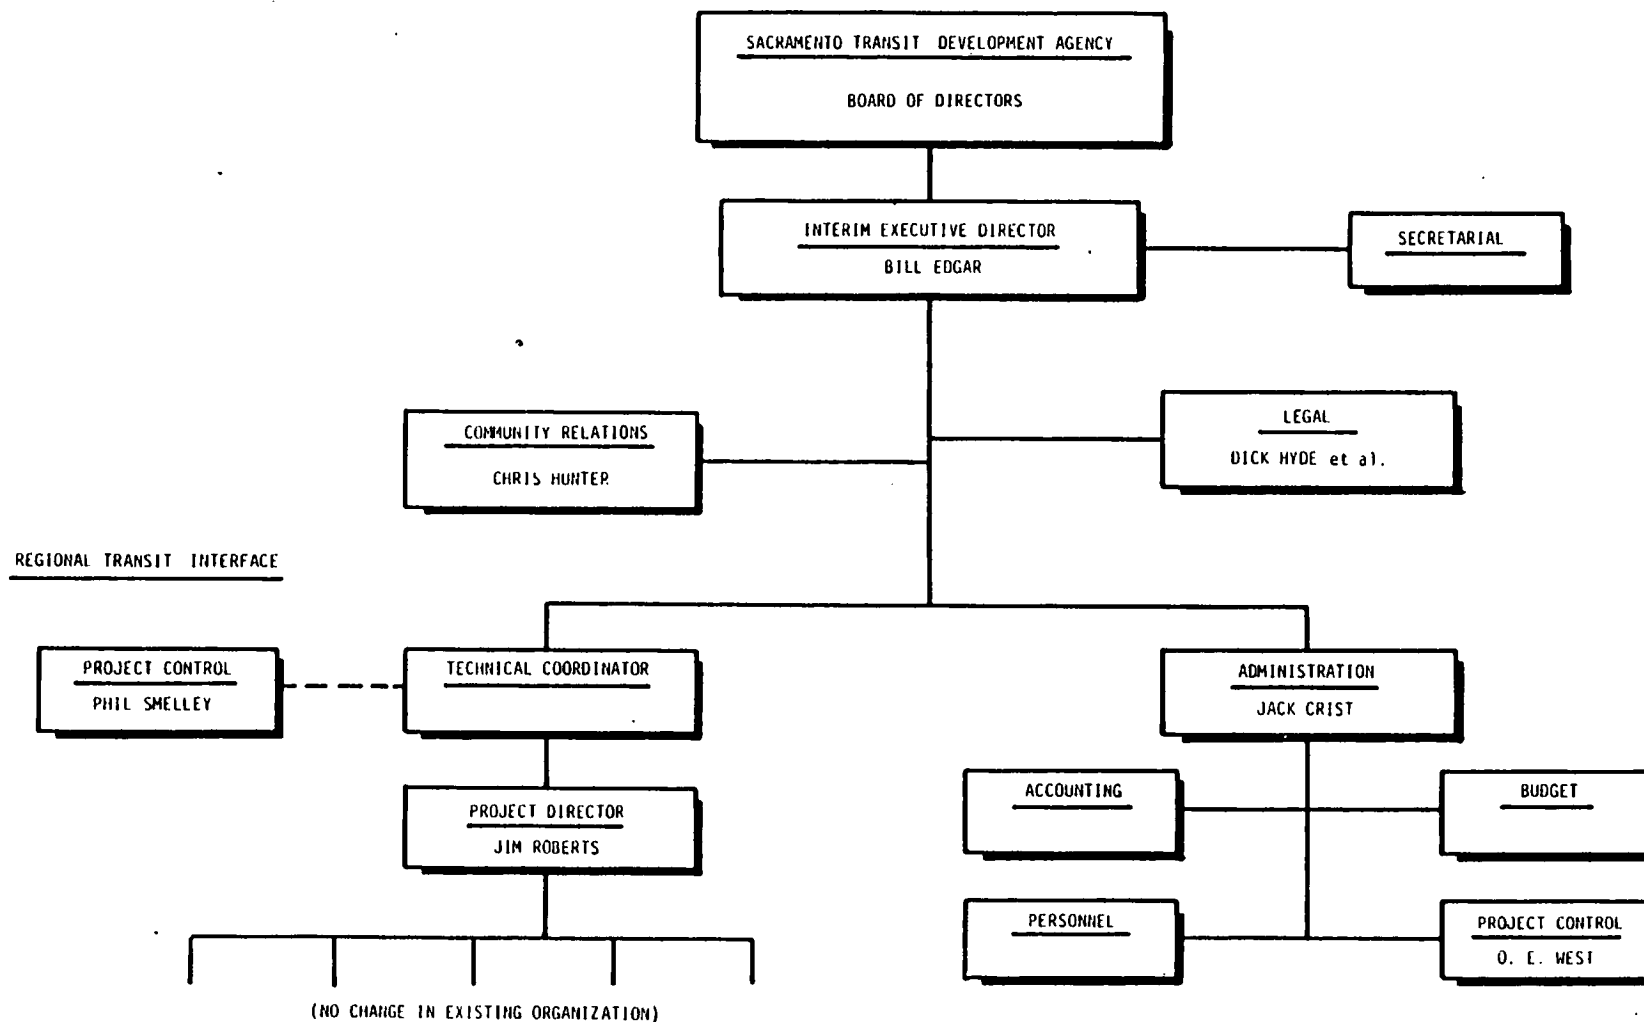 SACRAMENTO TRANSIT DEVELOPMENT AGENCY
BOARD OF DIRECTORS
INTERIM EXECUTIVE DIRECTOR
BILL EDGAR
SECRETARIAL
COMMUNITY RELATIONS
CHRIS HUNTER
LEGAL
DICK HYDE et al.
REGIONAL TRANSIT INTERFACE
PROJECT CONTROL
PHIL SMELLEY
TECHNICAL COORDINATOR
ADMINISTRATION
JACK CRIST
PROJECT DIRECTOR
JIM ROBERTS
ACCOUNTING
BUDGET
PERSONNEL
PROJECT CONTROL
O. E. WEST
(NO CHANGE IN EXISTING ORGANIZATION)